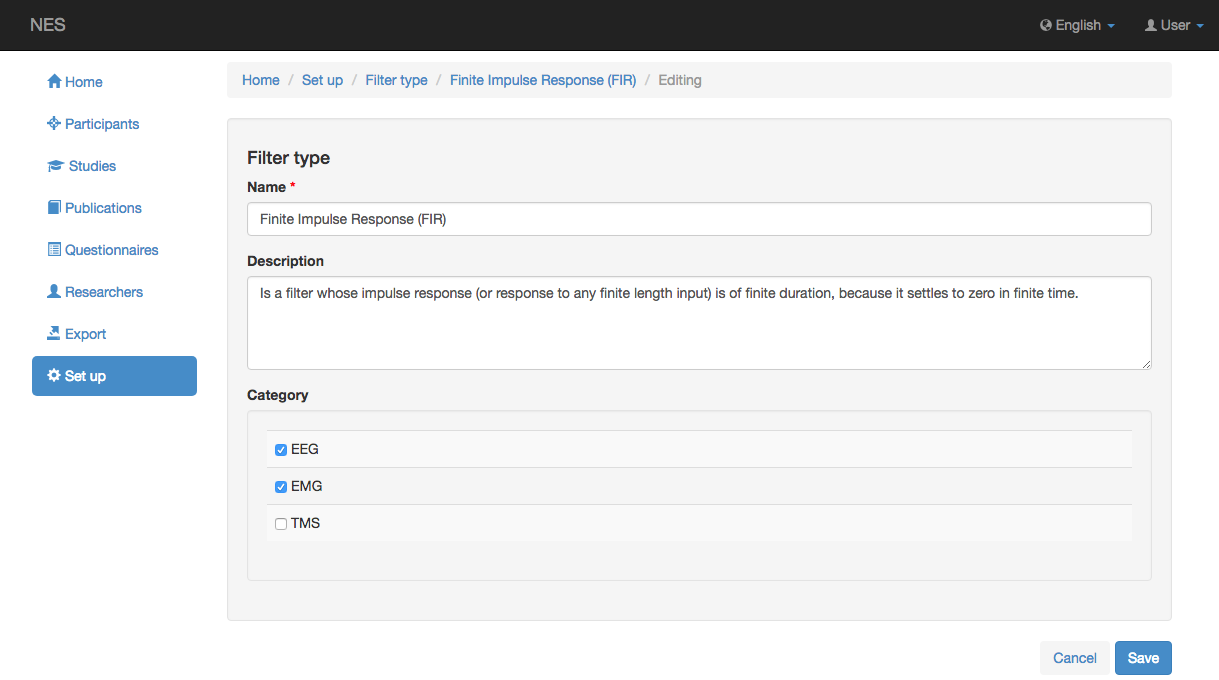 NES
English
User
Home
Participants
Studies
Publications
Questionnaires
Researchers
Export
Set up
Home / Set up / Filter type / Finite Impulse Response (FIR) / Editing
Filter type
Name *
Finite Impulse Response (FIR)
Description
Is a filter whose impulse response (or response to any finite length input) is of finite duration, because it settles to zero in finite time.
Category
EEG
EMG
TMS
Cancel
Save